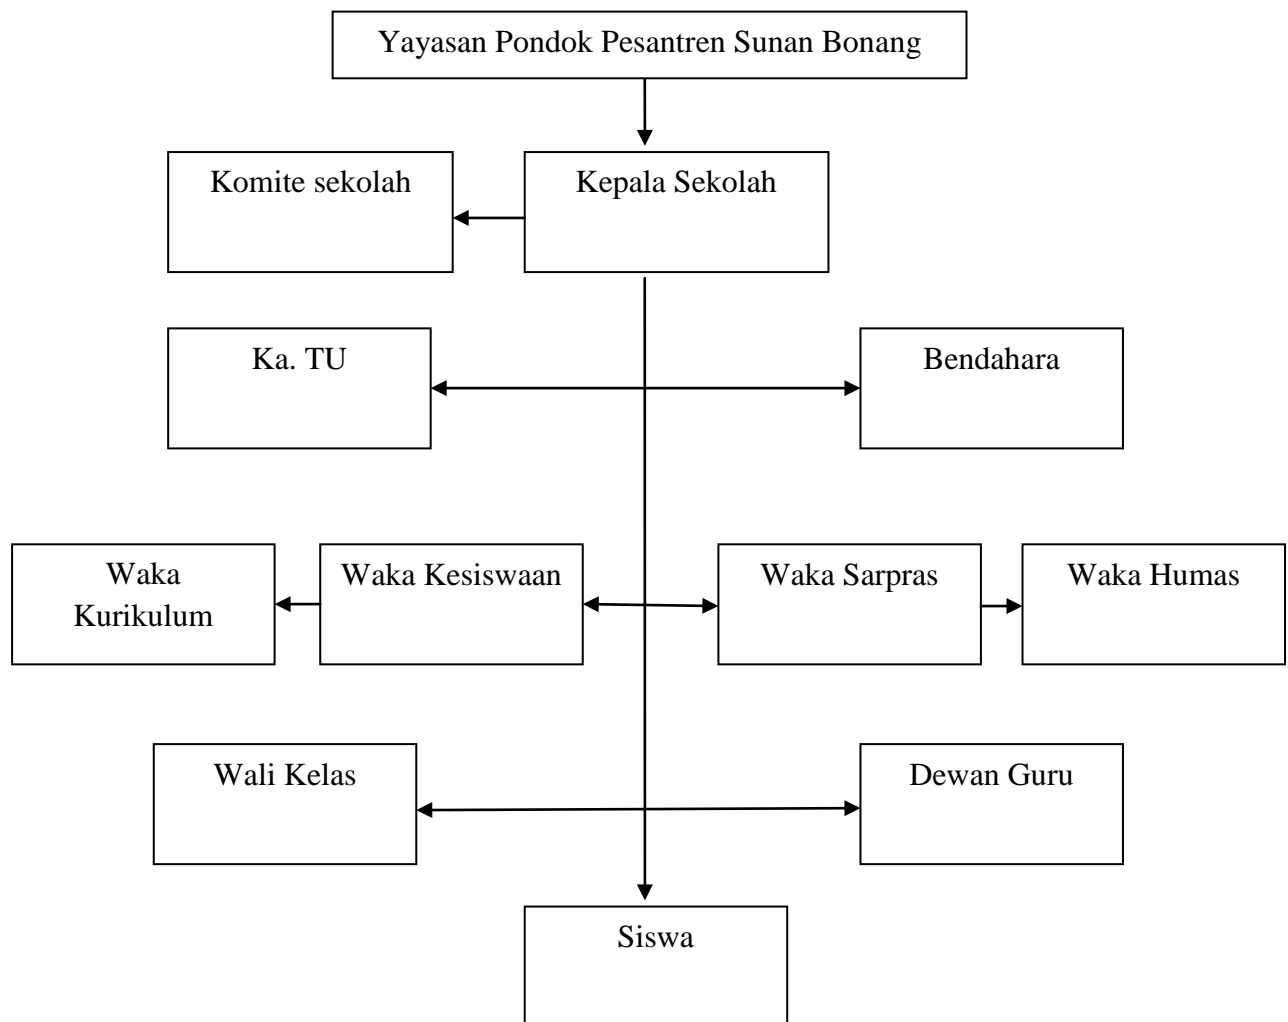 Yayasan Pondok Pesantren Sunan Bonang
Komite sekolah
Kepala Sekolah
Ka. TU
Bendahara
Waka
Kurikulum
Waka Kesiswaan
Waka Sarpras
Waka Humas
Wali Kelas
Dewan Guru
Siswa